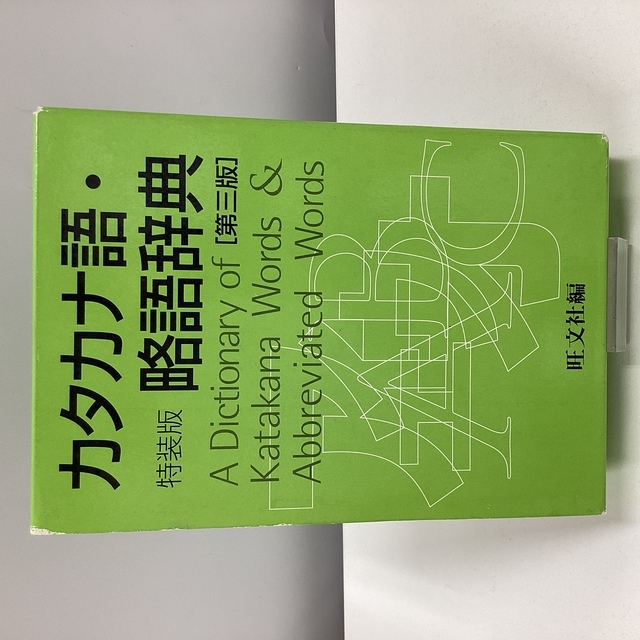 カタカナ語・
特装版 略語辞典[第三版]
A Dictionary of
Katakana Words &
Abbreviated Words
旺文社編